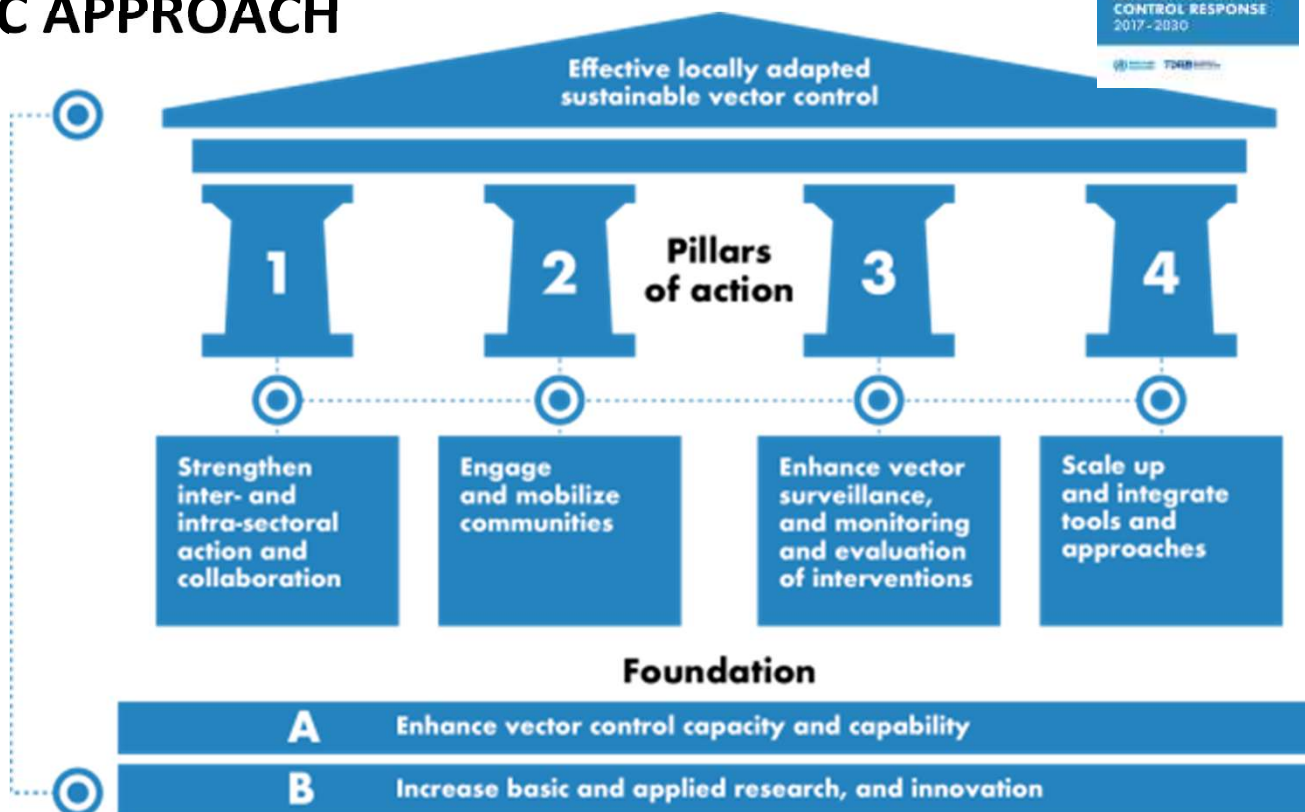 C APPROACH
CONTROL RESPONSE
2017-2030
Effective locally adapted
sustainable vector control
1
2
Pillars
of action
3
4
Strengthen
inter- and
intra-sectoral
action and
collaboration
Engage
and mobilize
communities
Enhance vector
surveillance,
and monitoring
and evaluation
of interventions
Scale up
and integrate
tools and
approaches
Foundation
A Enhance vector control capacity and capability
B Increase basic and applied research, and innovation